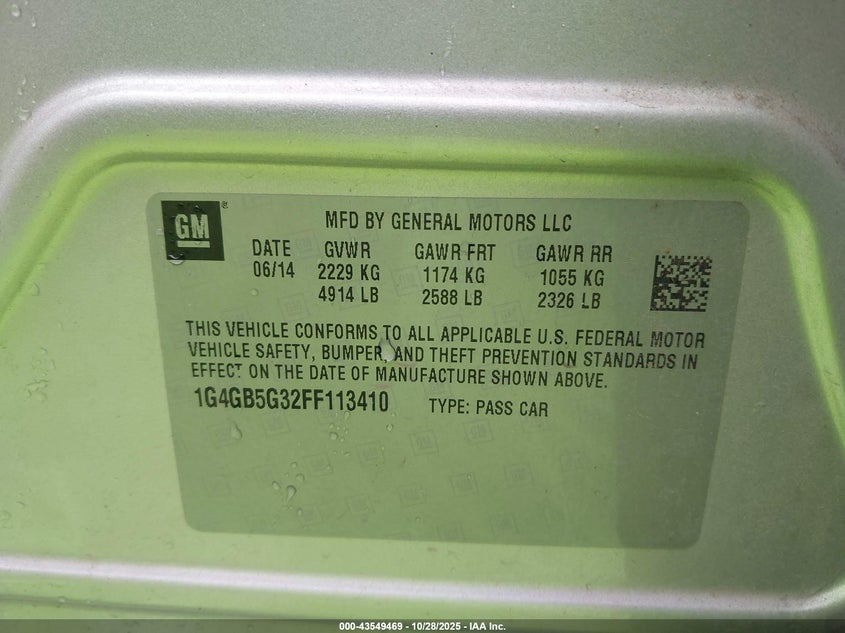 GM ®
MFD BY GENERAL MOTORS LLC
DATE GVWR GAWR FRT GAWR RR
06/14 2229 KG 1174 KG 1055 KG
4914 LB 2588 LB 2326 LB
THIS VEHICLE CONFORMS TO ALL APPLICABLE U.S. FEDERAL MOTOR
VEHICLE SAFETY, BUMPER, AND THEFT PREVENTION STANDARDS IN
EFFECT ON THE DATE OF MANUFACTURE SHOWN ABOVE.
1G4GB5G32FF113410 TYPE: PASS CAR
000-43549469 - 10/28/2025 - IAA Inc.